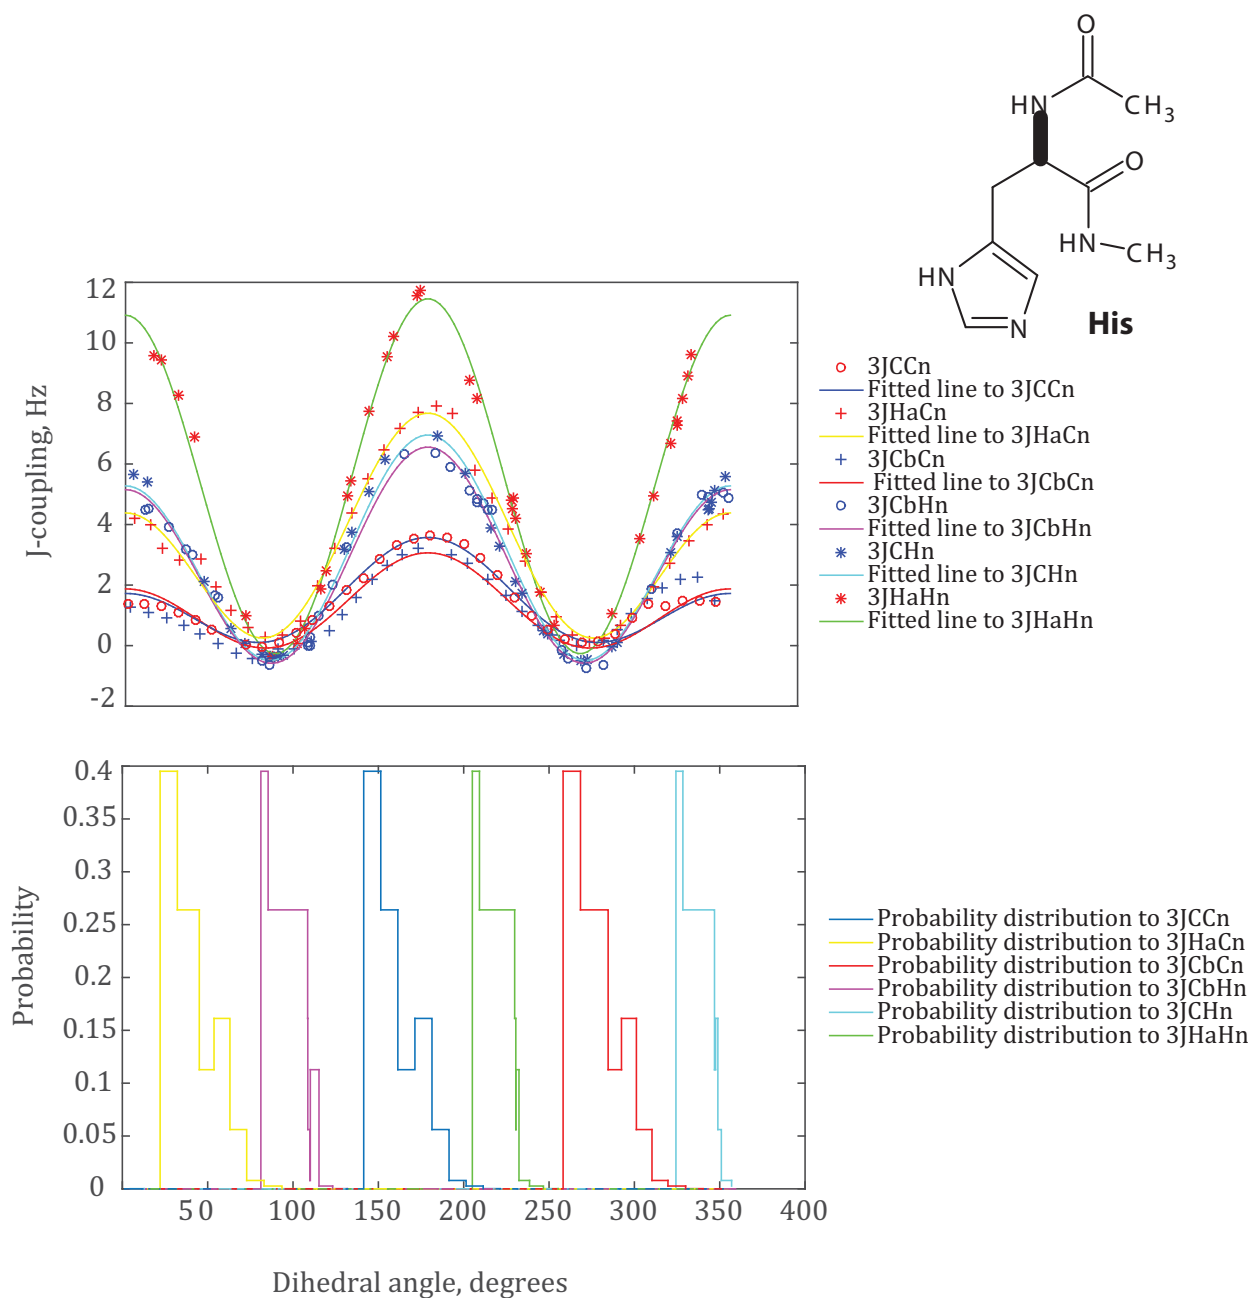 O
HN
CH3
O
HN
CH3
HN
N
His
12
10
8
6
4
2
0
-2
J-coupling, Hz
3JCCn
Fitted line to 3JCCn
3JHaCn
Fitted line to 3JHaCn
3JCbCn
Fitted line to 3JCbCn
3JCbHn
Fitted line to 3JCbHn
3JCHn
Fitted line to 3JCHn
3JHaHn
Fitted line to 3JHaHn
0.4
0.35
0.3
0.25
0.2
0.15
0.1
0.05
0
Probability
50 100 150 200 250 300 350 400
Dihedral angle, degrees
Probability distribution to 3JCCn
Probability distribution to 3JHaCn
Probability distribution to 3JCbCn
Probability distribution to 3JCbHn
Probability distribution to 3JCHn
Probability distribution to 3JHaHn